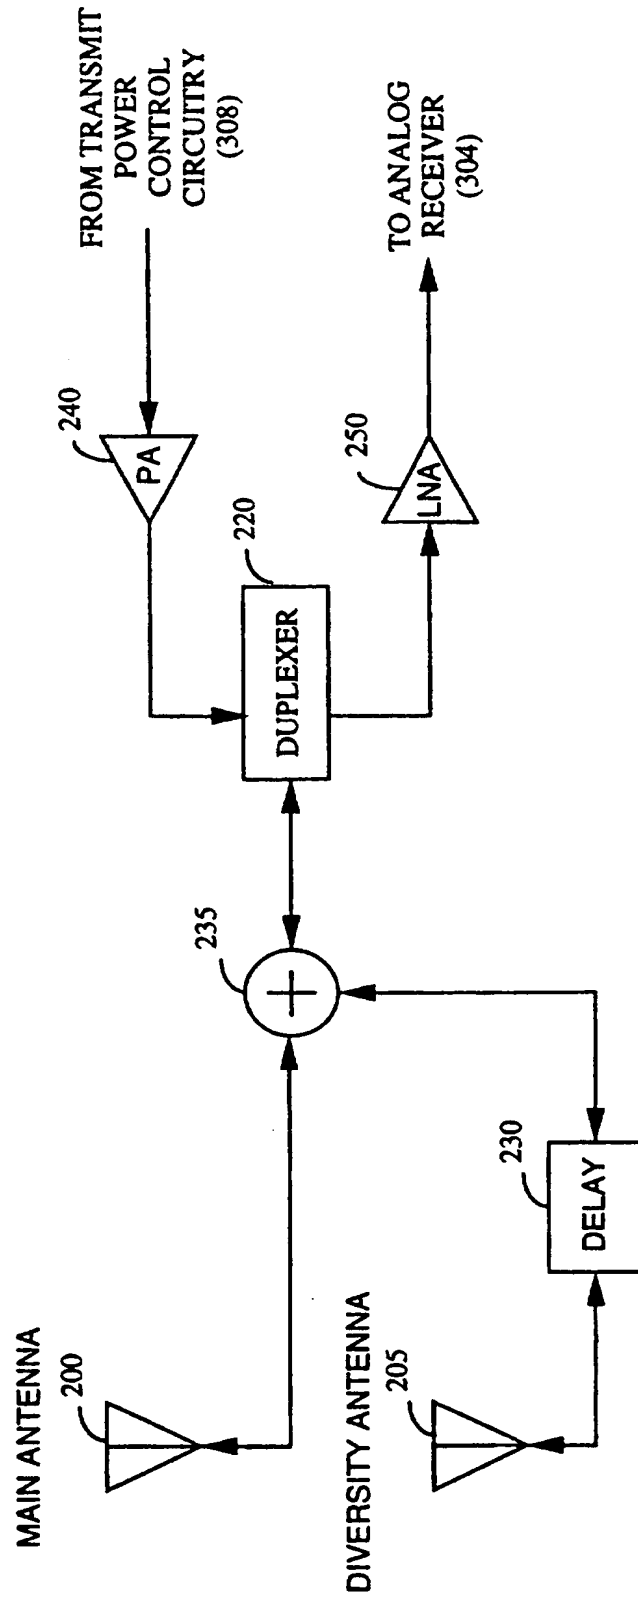 MAIN ANTENNA
200
DIVERSITY ANTENNA
205
DELAY
230
235
DUPLEXER
220
PA
240
LNA
250
FROM TRANSMIT
POWER
CONTROL
CIRCUITRY
(308)
TO ANALOG
RECEIVER
(304)